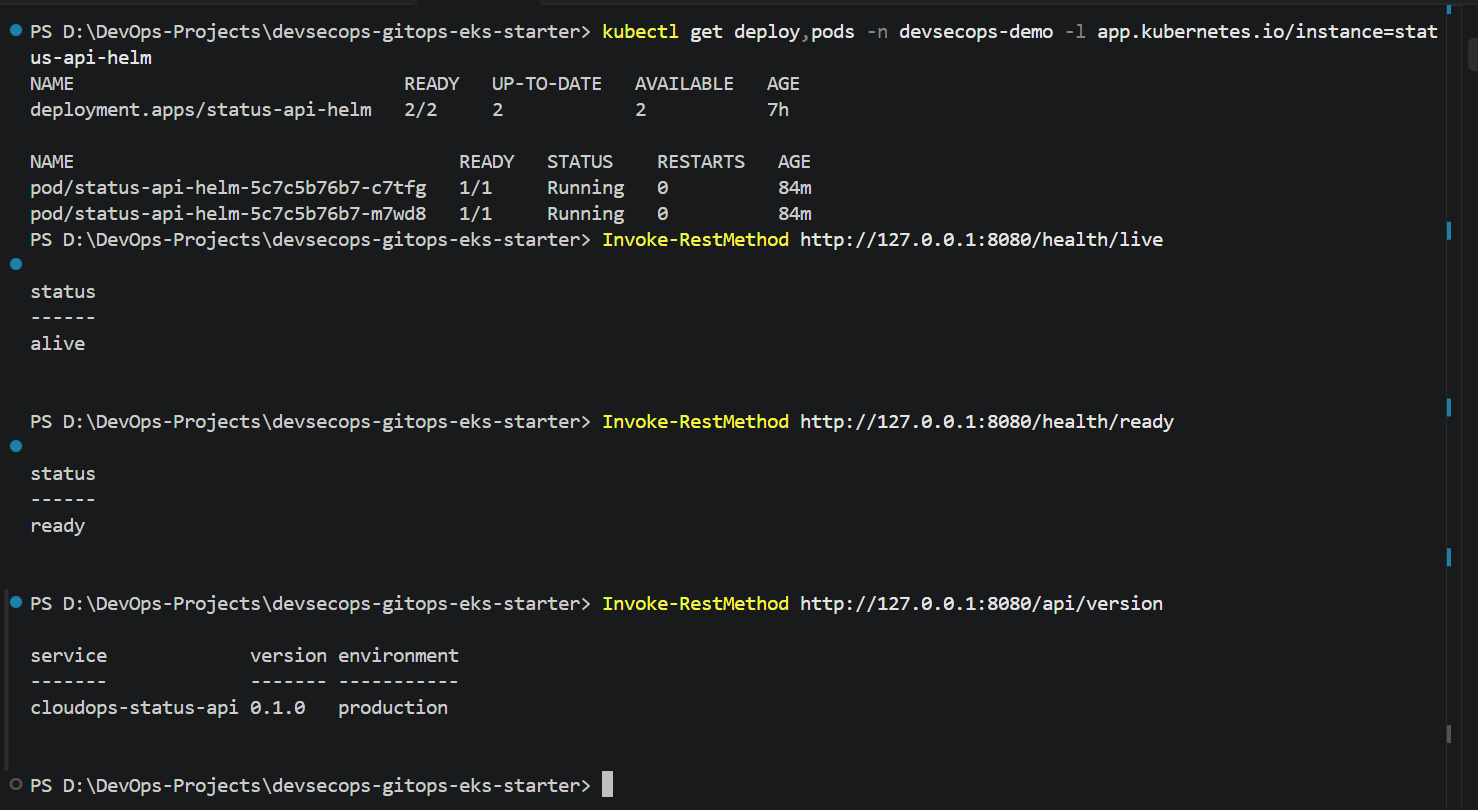 PS D:\DevOps-Projects\devsecops-gitops-eks-starter> kubectl get deploy,pods -n devsecops-demo -l app.kubernetes.io/instance=stat
us-api-helm
NAME                              READY   UP-TO-DATE   AVAILABLE   AGE
deployment.apps/status-api-helm   2/2     2            2           7h

NAME                                   READY   STATUS    RESTARTS   AGE
pod/status-api-helm-5c7c5b76b7-c7tfg   1/1     Running   0          84m
pod/status-api-helm-5c7c5b76b7-m7wd8   1/1     Running   0          84m
PS D:\DevOps-Projects\devsecops-gitops-eks-starter> Invoke-RestMethod http://127.0.0.1:8080/health/live

status
------
alive

PS D:\DevOps-Projects\devsecops-gitops-eks-starter> Invoke-RestMethod http://127.0.0.1:8080/health/ready

status
------
ready

PS D:\DevOps-Projects\devsecops-gitops-eks-starter> Invoke-RestMethod http://127.0.0.1:8080/api/version

service             version environment
-------             ------- -----------
cloudops-status-api 0.1.0   production

PS D:\DevOps-Projects\devsecops-gitops-eks-starter>